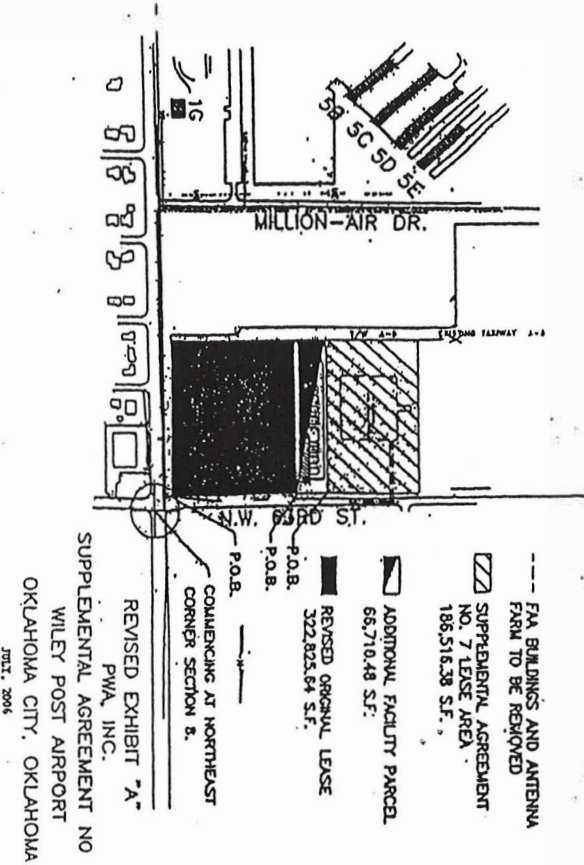 5B 5C 5D 5E
1G
MILLION-AIR DR.
EXISTING TAXIWAY
N.W. 63RD ST.
P.O.B.
P.O.B.
P.O.B.
COMMENCING AT NORTHEAST
CORNER SECTION 8.
FAA BUILDINGS AND ANTENNA
FARM TO BE REMOVED
SUPPLEMENTAL AGREEMENT
NO. 7 LEASE AREA
186,516.38 S.F.
ADDITIONAL FACILITY PARCEL
66,710.48 S.F.
REVISED ORIGINAL LEASE
322,825.64 S.F.
REVISED EXHIBIT "A"
PWA, INC.
SUPPLEMENTAL AGREEMENT NO
WILEY POST AIRPORT
OKLAHOMA CITY, OKLAHOMA
JULY, 2006